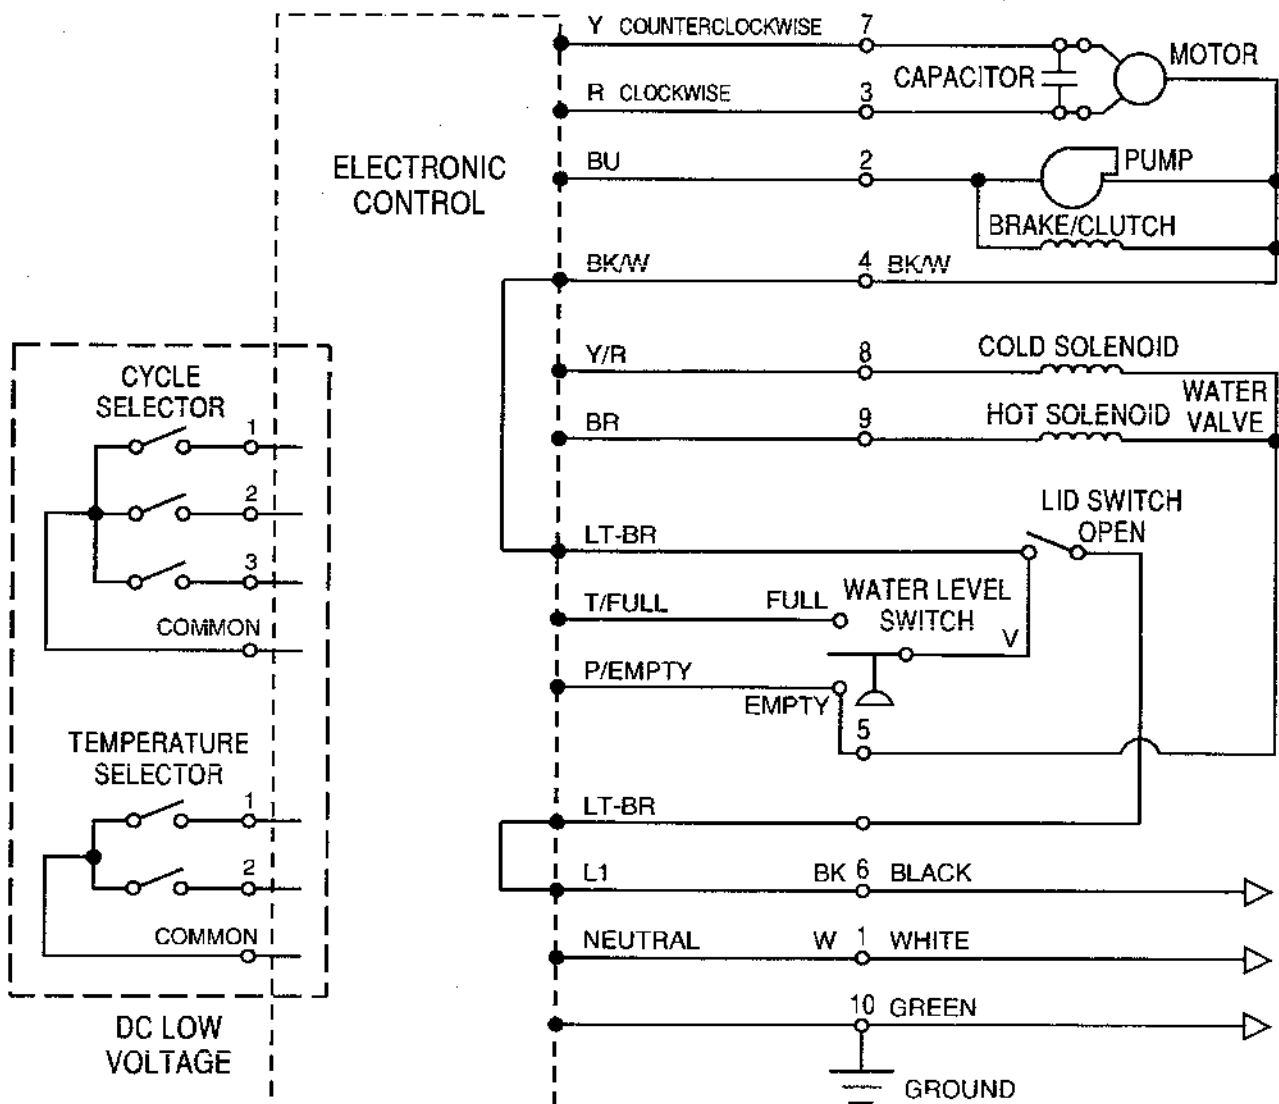 Y COUNTERCLOCKWISE 7
MOTOR
CAPACITOR
R CLOCKWISE 3
ELECTRONIC
CONTROL
BU 2
PUMP
BRAKE/CLUTCH
BK/W 4 BK/W
Y/R 8 COLD SOLENOID
WATER
VALVE
BR 9 HOT SOLENOID
CYCLE
SELECTOR
1
2
3
COMMON
LID SWITCH
OPEN
LT-BR
T/FULL FULL
WATER LEVEL
SWITCH
V
P/EMPTY
EMPTY
5
TEMPERATURE
SELECTOR
1
2
COMMON
LT-BR
L1 BK 6 BLACK
NEUTRAL W 1 WHITE
10 GREEN
GROUND
DC LOW
VOLTAGE